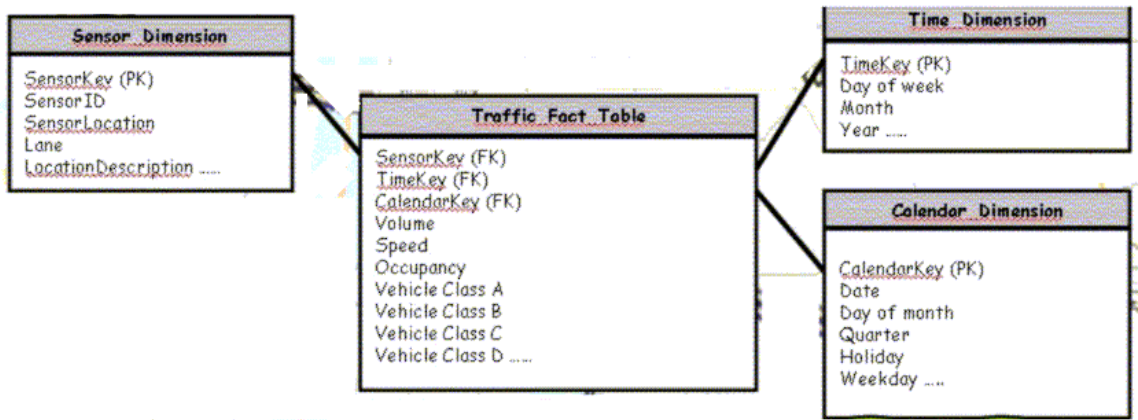 Sensor_Dimension
SensorKey (PK)
SensorID
SensorLocation
Lane
LocationDescription .....
Traffic_Fact_Table
SensorKey (FK)
TimeKey (FK)
CalendarKey (FK)
Volume
Speed
Occupancy
Vehicle Class A
Vehicle Class B
Vehicle Class C
Vehicle Class D .....
Time_Dimension
TimeKey (PK)
Day of week
Month
Year .....
Calendar_Dimension
CalendarKey (PK)
Date
Day of month
Quarter
Holiday
Weekday .....